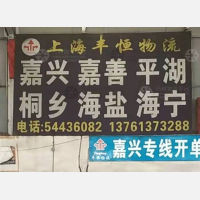 上海丰恒物流
嘉兴 嘉善 平湖
桐乡 海盐 海宁
电话:54436082 13761373288
嘉兴专线开单